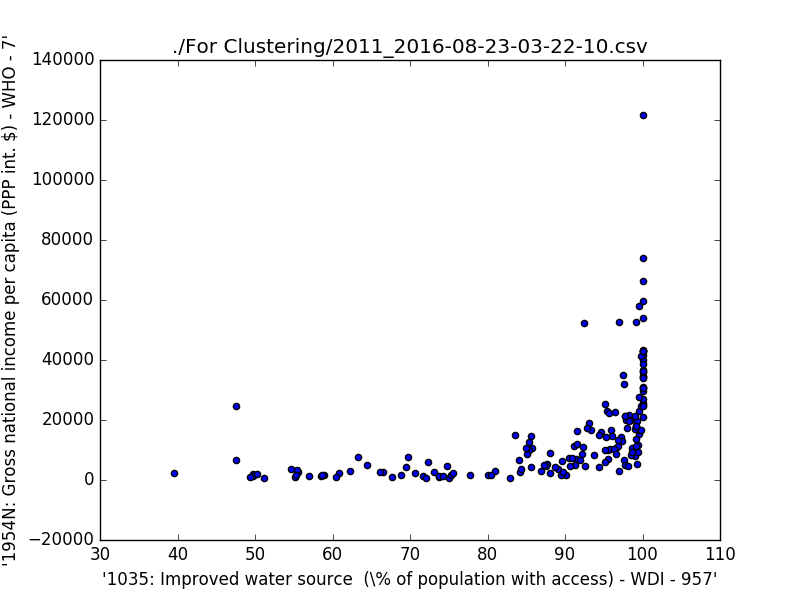 ./For Clustering/2011_2016-08-23-03-22-10.csv
'1954N: Gross national income per capita (PPP int. $) - WHO - 7'
140000
120000
100000
80000
60000
40000
20000
0
−20000
30 40 50 60 70 80 90 100 110
'1035: Improved water source  (\% of population with access) - WDI - 957'